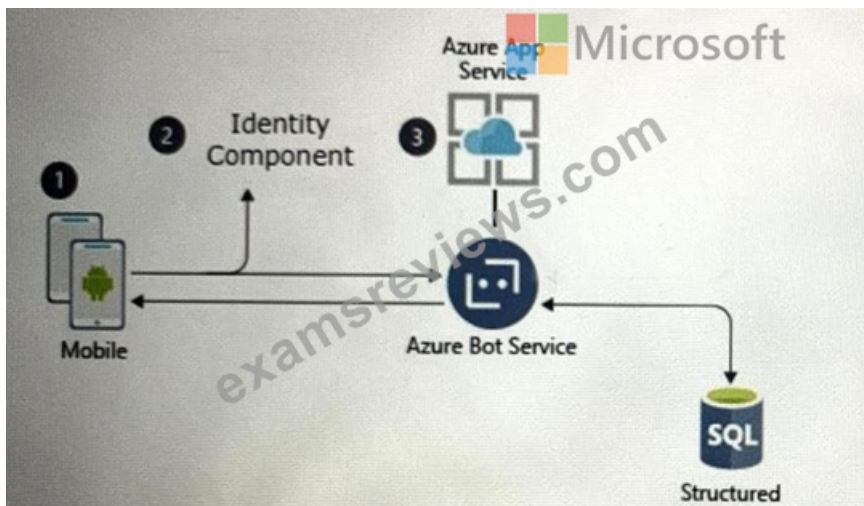 Microsoft
Azure App
Service
2
Identity
Component
3
1
examsreviews.com
Mobile
Azure Bot Service
SQL
Structured